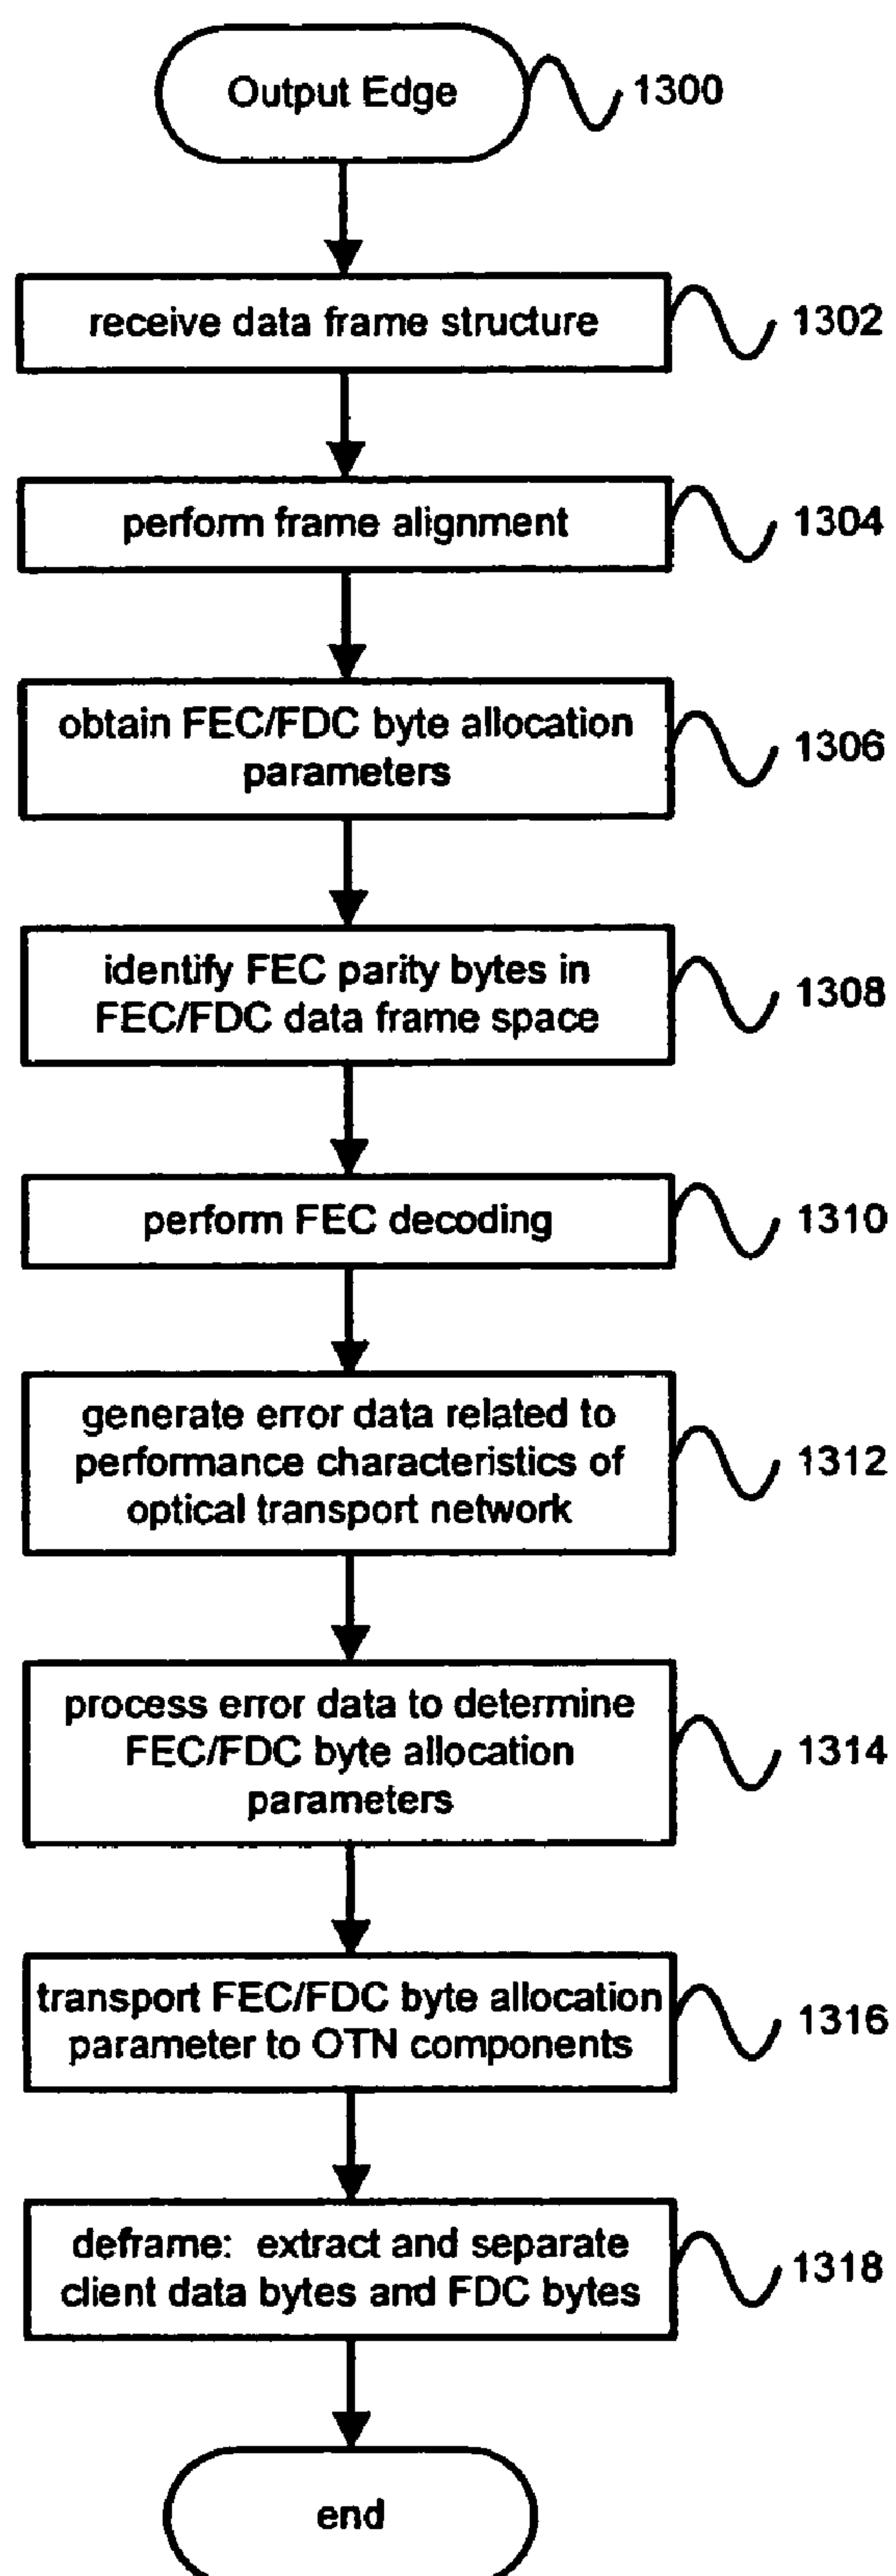 Output Edge
1300
receive data frame structure
1302
perform frame alignment
1304
obtain FEC/FDC byte allocation
parameters
1306
identify FEC parity bytes in
FEC/FDC data frame space
1308
perform FEC decoding
1310
generate error data related to
performance characteristics of
optical transport network
1312
process error data to determine
FEC/FDC byte allocation
parameters
1314
transport FEC/FDC byte allocation
parameter to OTN components
1316
deframe: extract and separate
client data bytes and FDC bytes
1318
end